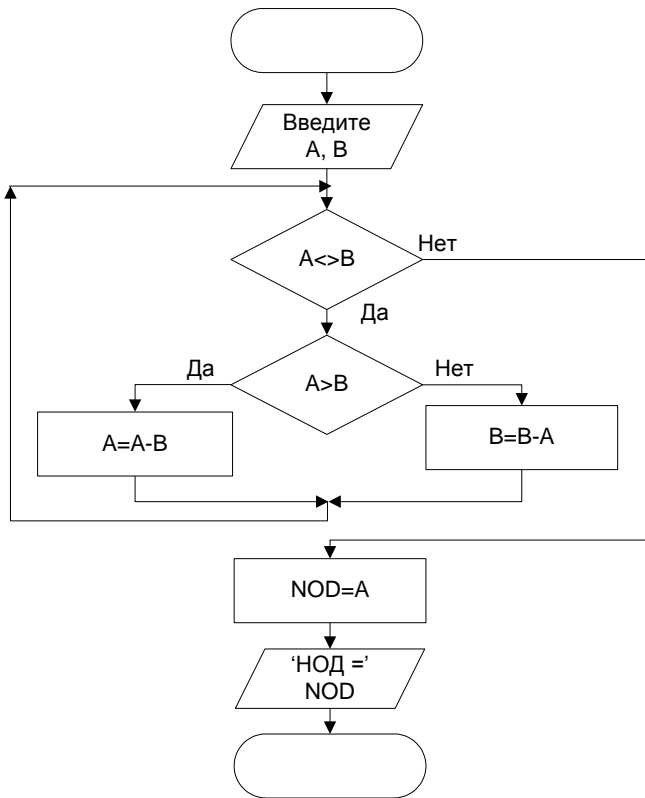 Введите
A, B
A<>B
Нет
Да
A>B
Да
Нет
A=A-B
B=B-A
NOD=A
‘НОД =’
NOD